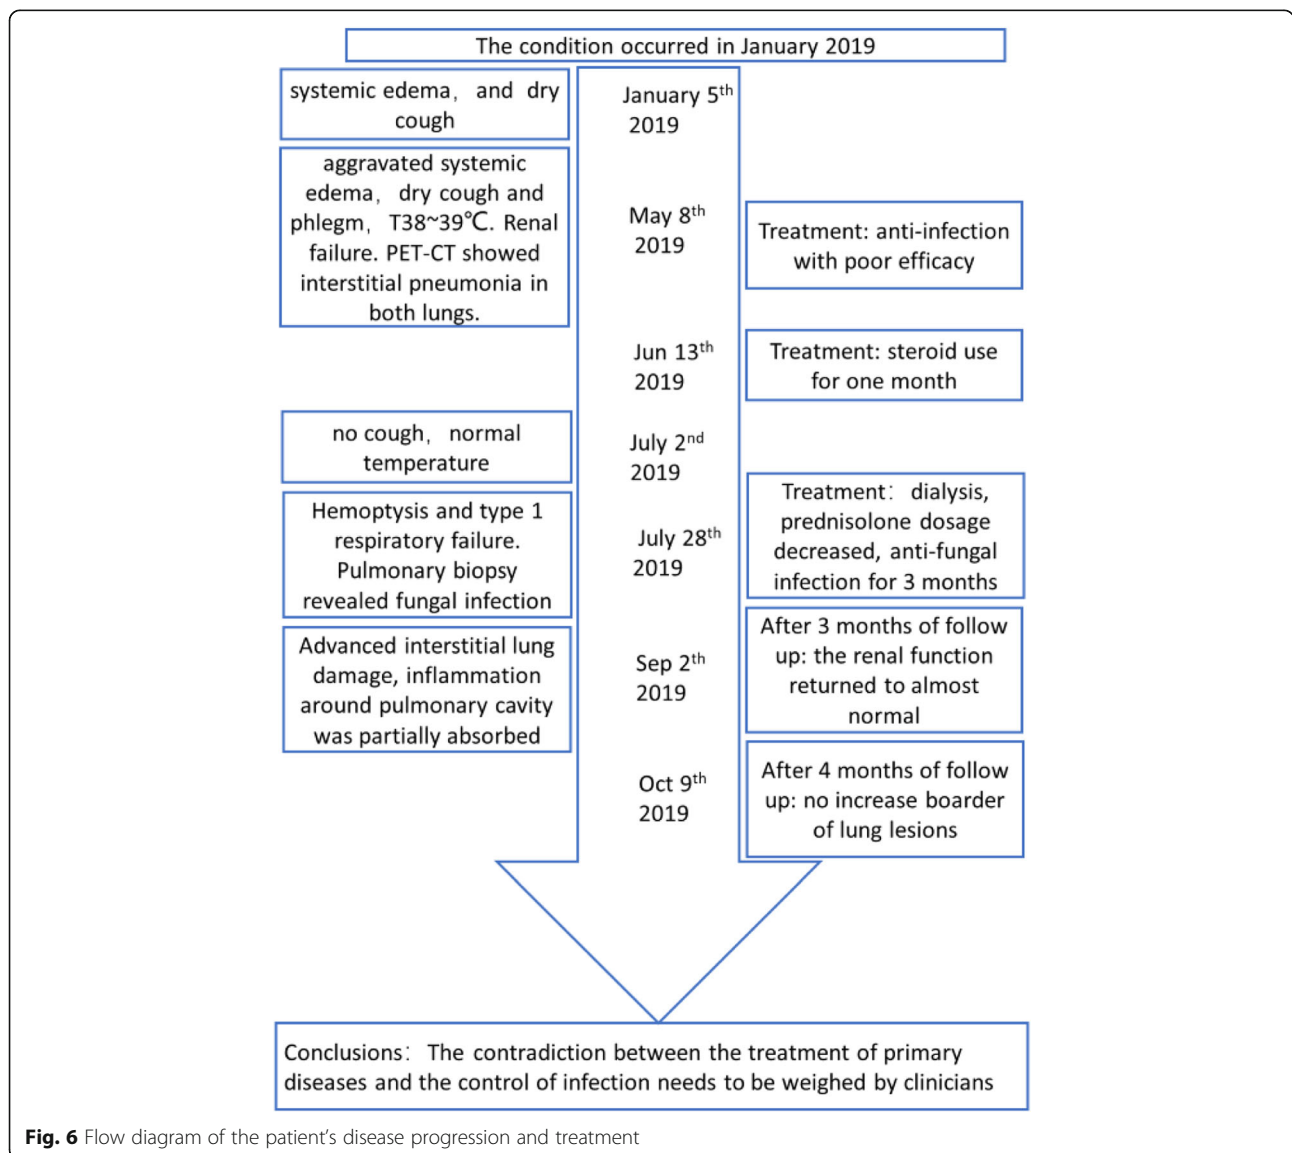 The condition occurred in January 2019
systemic edema，and dry
cough
January 5th
2019
aggravated systemic
edema，dry cough and
phlegm，T38~39℃. Renal
failure. PET-CT showed
interstitial pneumonia in
both lungs.
May 8th
2019
Treatment: anti-infection
with poor efficacy
Jun 13th
2019
Treatment: steroid use
for one month
no cough，normal
temperature
July 2nd
2019
Hemoptysis and type 1
respiratory failure.
Pulmonary biopsy
revealed fungal infection
July 28th
2019
Treatment：dialysis,
prednisolone dosage
decreased, anti-fungal
infection for 3 months
Advanced interstitial lung
damage, inflammation
around pulmonary cavity
was partially absorbed
Sep 2th
2019
After 3 months of follow
up: the renal function
returned to almost
normal
Oct 9th
2019
After 4 months of follow
up: no increase boarder
of lung lesions
Conclusions：The contradiction between the treatment of primary
diseases and the control of infection needs to be weighed by clinicians
Fig. 6 Flow diagram of the patient's disease progression and treatment